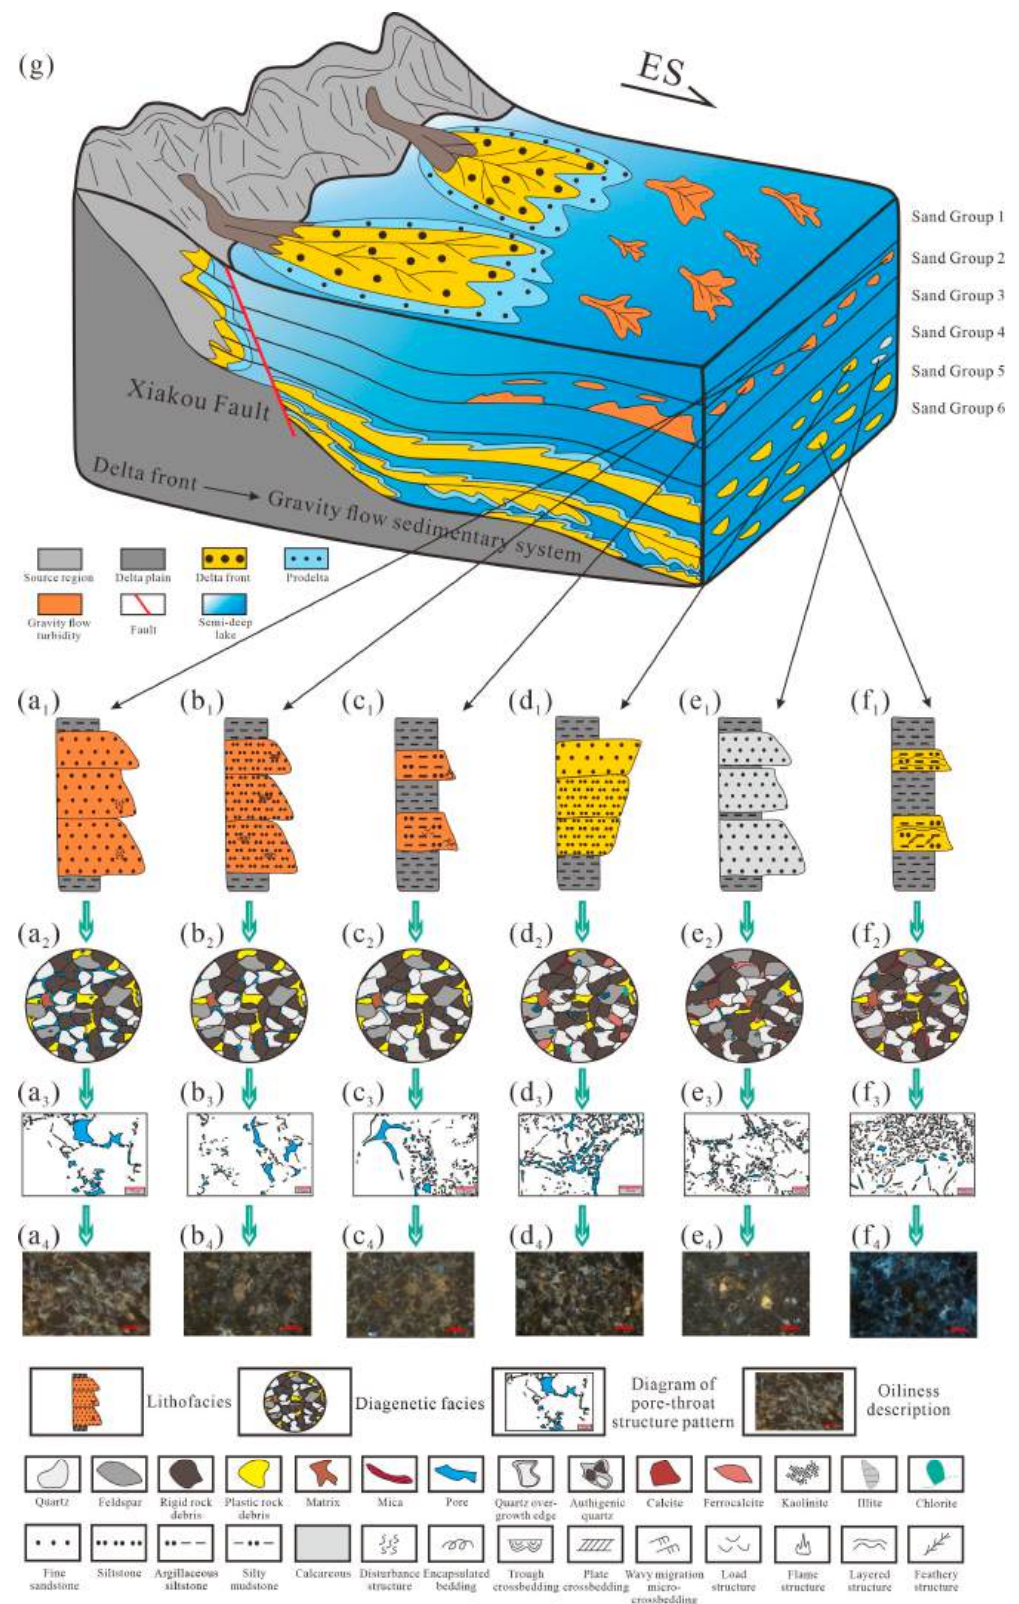 (g)
ES
Sand Group 1
Sand Group 2
Sand Group 3
Sand Group 4
Sand Group 5
Sand Group 6
Xiakou Fault
Delta front
Gravity flow sedimentary system
Source region
Delta plain
Delta front
Prodelta
Gravity flow
turbidity
Fault
Semi-deep
lake
(a1) (b1) (c1) (d1) (e1) (f1)
(a2) (b2) (c2) (d2) (e2) (f2)
(a3) (b3) (c3) (d3) (e3) (f3)
(a4) (b4) (c4) (d4) (e4) (f4)
Lithofacies
Diagenetic facies
Diagram of
pore-throat
structure pattern
Oiliness
description
Quartz
Feldspar
Rigid rock
debris
Plastic rock
debris
Matrix
Mica
Pore
Quartz over-
growth edge
Authigenic
quartz
Calcite
Ferrocalcite
Kaolinite
Illite
Chlorite
Fine
sandstone
Siltstone
Argillaceous
siltstone
Silty
mudstone
Calcareous
Disturbance
structure
Encapsulated
bedding
Trough
crossbedding
Plate
crossbedding
Wavy migration
micro-
crossbedding
Load
structure
Flame
structure
Layered
structure
Feathery
structure